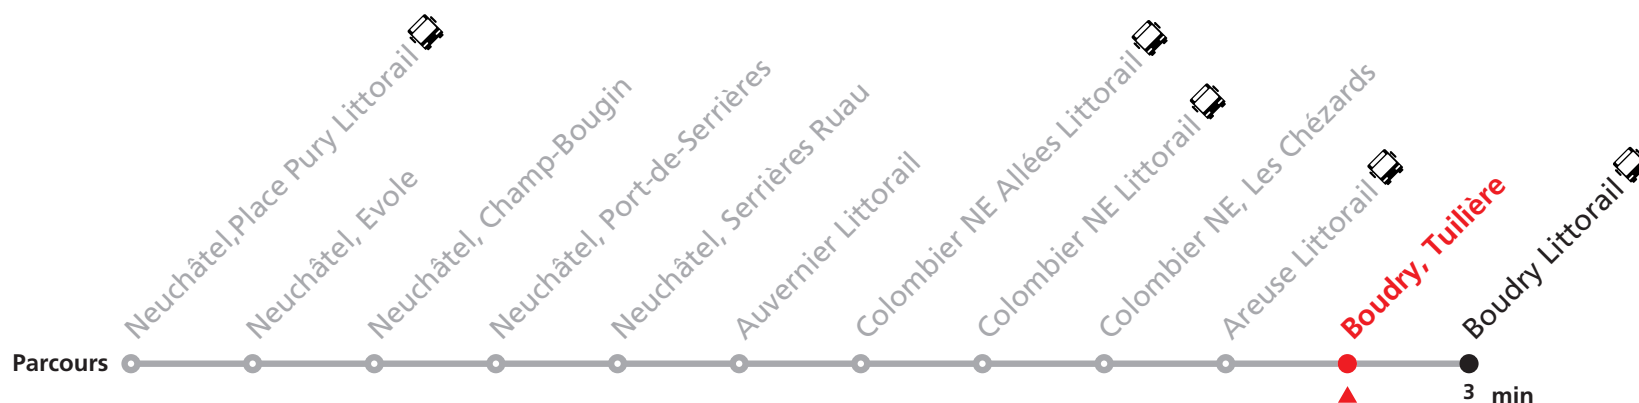 Neuchâtel,Place Pury Littorail
Neuchâtel, Evole
Neuchâtel, Champ-Bougin
Neuchâtel, Port-de-Serrières
Neuchâtel, Serrières Ruau
Auvernier Littorail
Colombier NE Allées Littorail
Colombier NE Littorail
Colombier NE, Les Chézards
Areuse Littorail
Boudry, Tuilière
Boudry Littorail
Parcours
3 min